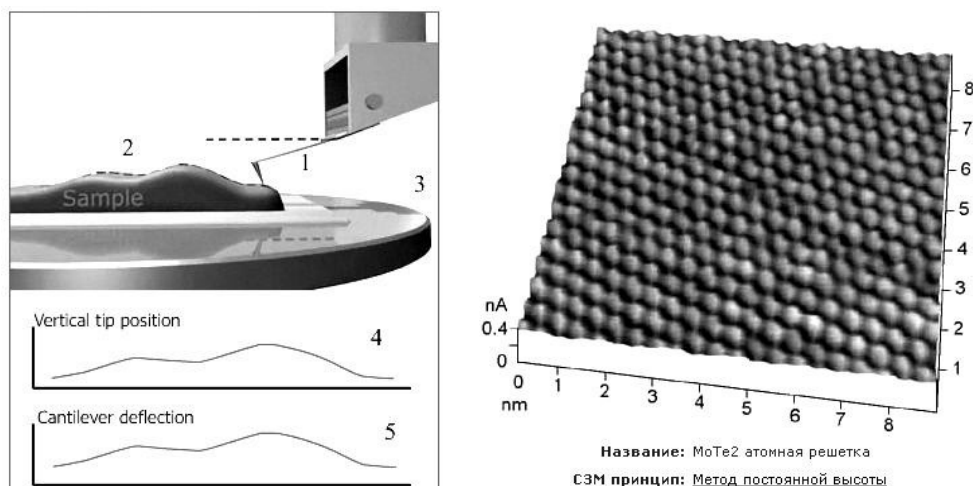 2
1
3
Sample
Vertical tip position
4
Cantilever deflection
5
nA
0.4
0
0 1 2 3 4 5 6 7 8
nm
8
7
6
5
4
3
2
1
Название: MoTe2 атомная решетка
СЗМ принцип: Метод постоянной высоты